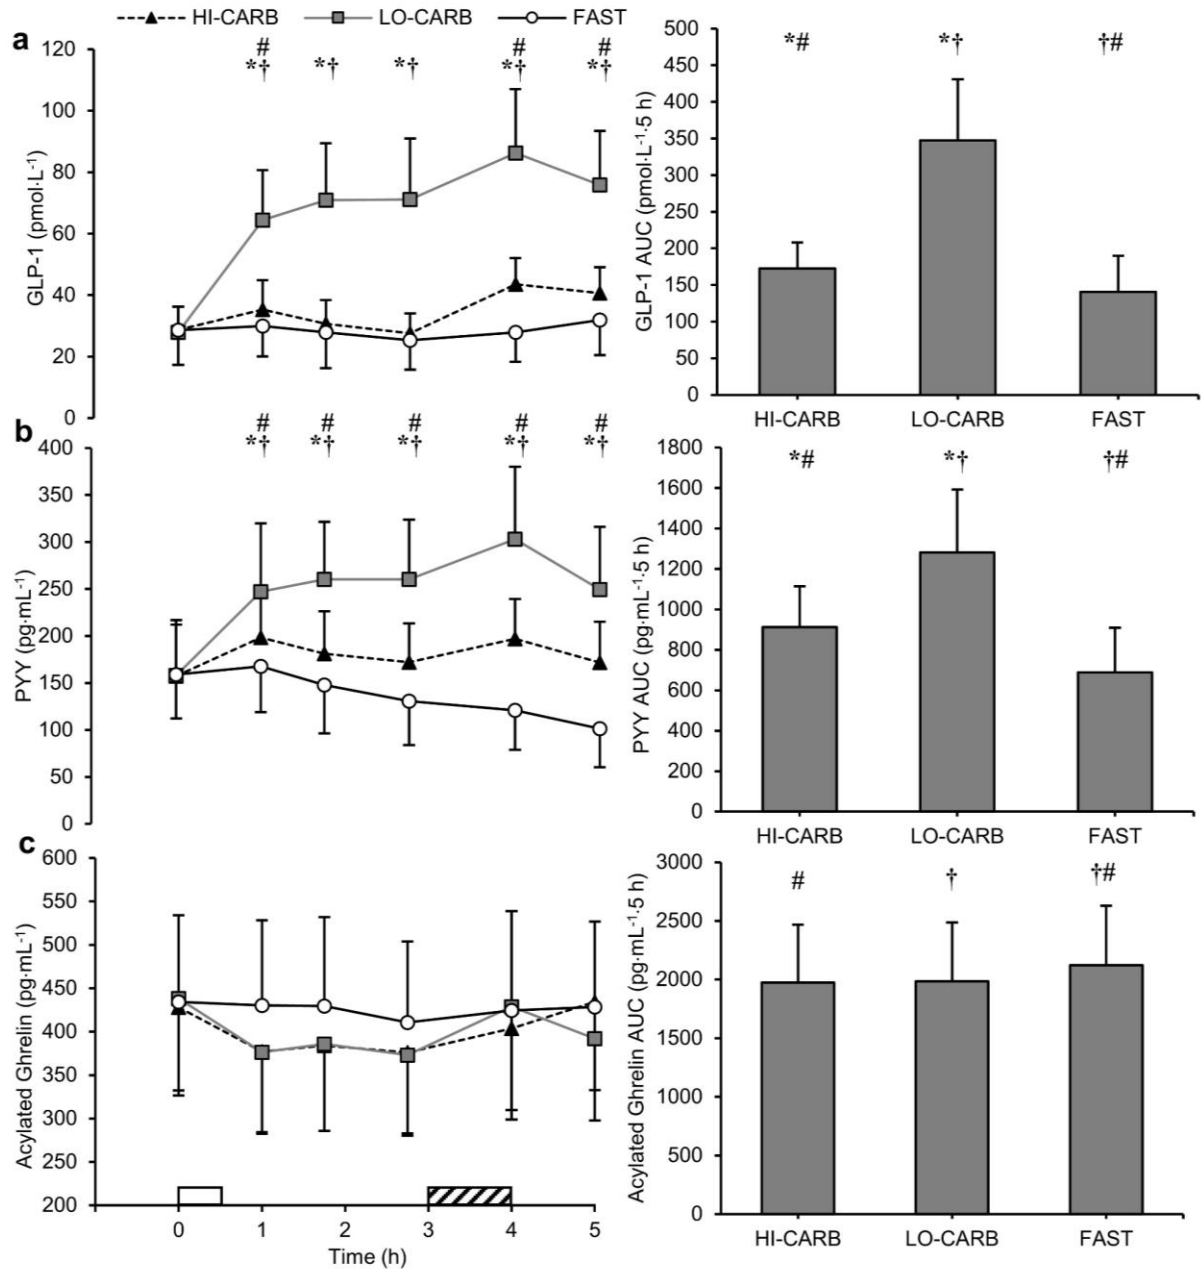 HI-CARB LO-CARB FAST
a
120
100
80
60
40
20
0
GLP-1 (pmol·L⁻¹)
# # #
*† *† *† *† *†
500
450
400
350
300
250
200
150
100
50
0
GLP-1 AUC (pmol·L⁻¹·5 h)
*# *† †#
HI-CARB LO-CARB FAST
b
400
350
300
250
200
150
100
50
0
PYY (pg·mL⁻¹)
# # # # #
*† *† *† *† *†
1800
1600
1400
1200
1000
800
600
400
200
0
PYY AUC (pg·mL⁻¹·5 h)
*# *† †#
HI-CARB LO-CARB FAST
c
600
550
500
450
400
350
300
250
200
Acylated Ghrelin (pg·mL⁻¹)
0 1 2 3 4 5
Time (h)
3000
2500
2000
1500
1000
500
0
Acylated Ghrelin AUC (pg·mL⁻¹·5 h)
# † †#
HI-CARB LO-CARB FAST